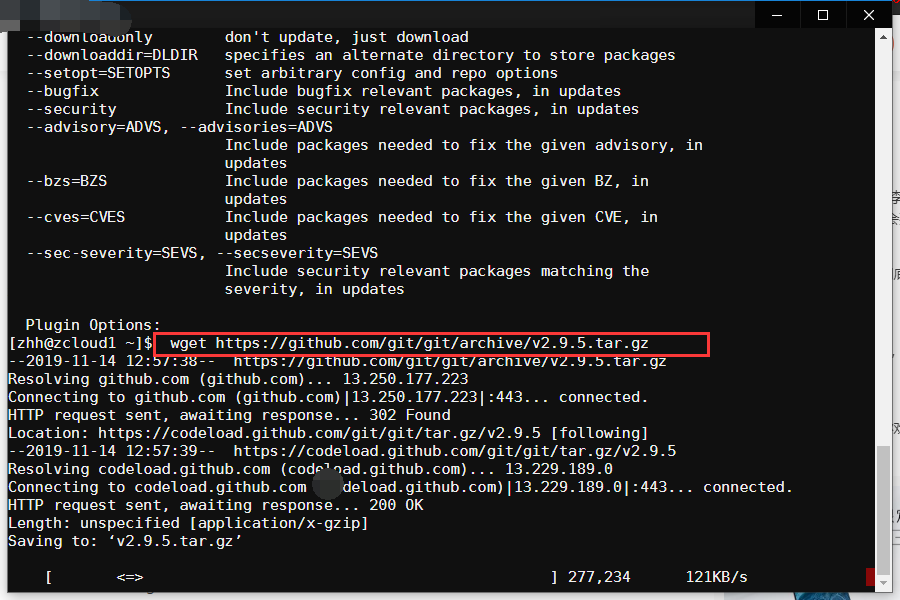 --downloadonly don't update, just download
--downloaddir=DLDIR specifies an alternate directory to store packages
--setopt=SETOPTS set arbitrary config and repo options
--bugfix Include bugfix relevant packages, in updates
--security Include security relevant packages, in updates
--advisory=ADVS, --advisories=ADVS
Include packages needed to fix the given advisory, in
updates
--bzs=BZS Include packages needed to fix the given BZ, in
updates
--cves=CVES Include packages needed to fix the given CVE, in
updates
--sec-severity=SEVS, --secseverity=SEVS
Include security relevant packages matching the
severity, in updates
Plugin Options:
[zhh@zcloud1 ~]$ wget https://github.com/git/git/archive/v2.9.5.tar.gz
--2019-11-14 12:57:38-- https://github.com/git/git/archive/v2.9.5.tar.gz
Resolving github.com (github.com)... 13.250.177.223
Connecting to github.com (github.com)|13.250.177.223|:443... connected.
HTTP request sent, awaiting response... 302 Found
Location: https://codeload.github.com/git/git/tar.gz/v2.9.5 [following]
--2019-11-14 12:57:39-- https://codeload.github.com/git/git/tar.gz/v2.9.5
Resolving codeload.github.com (codeload.github.com)... 13.229.189.0
Connecting to codeload.github.com deload.github.com)|13.229.189.0|:443... connected.
HTTP request sent, awaiting response... 200 OK
Length: unspecified [application/x-gzip]
Saving to: ‘v2.9.5.tar.gz’
[ <=> ] 277,234 121KB/s